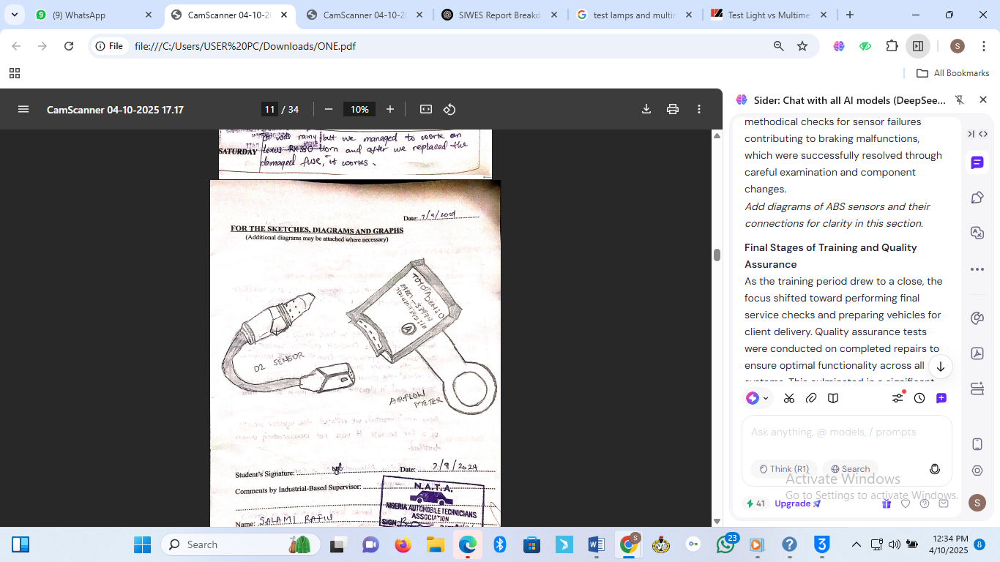 (9) WhatsApp
CamScanner 04-10-2
CamScanner 04-10-2
SIWES Report Breakd
test lamps and multim
Test Light vs Multime
File
file:///C:/Users/USER%20PC/Downloads/ONE.pdf
All Bookmarks
CamScanner 04-10-2025 17.17
11 / 34
10%
It was rainy but we managed to work on
SATURDAY
Lexus Rx330 Horn and after we replaced the
damaged fuse, it works.
Date: 7/9/2024
FOR THE SKETCHES, DIAGRAMS AND GRAPHS
(Additional diagrams may be attached where necessary)
TOYOTA DENSO
A
O2 SENSOR
AIRFLOW
METER
Student's Signature:
Date: 7/9/2024
Comments by Industrial-Based Supervisor:
N.A.T.A.
NIGERIA AUTOMOBILE TECHNICIANS
ASSOCIATION
Name: SALAMI RAFIU
SIGN
Sider: Chat with all AI models (DeepSee...
methodical checks for sensor failures
contributing to braking malfunctions,
which were successfully resolved through
careful examination and component
changes.
Add diagrams of ABS sensors and their
connections for clarity in this section.
Final Stages of Training and Quality
Assurance
As the training period drew to a close, the
focus shifted toward performing final
service checks and preparing vehicles for
client delivery. Quality assurance tests
were conducted on completed repairs to
ensure optimal functionality across all
systems. This culminated in a significant
Ask anything, @ models, / prompts
Think (R1)
Search
Activate Windows
Go to Settings to activate Windows.
41
Upgrade
S
Search
23
12:34 PM
4/10/2025
8